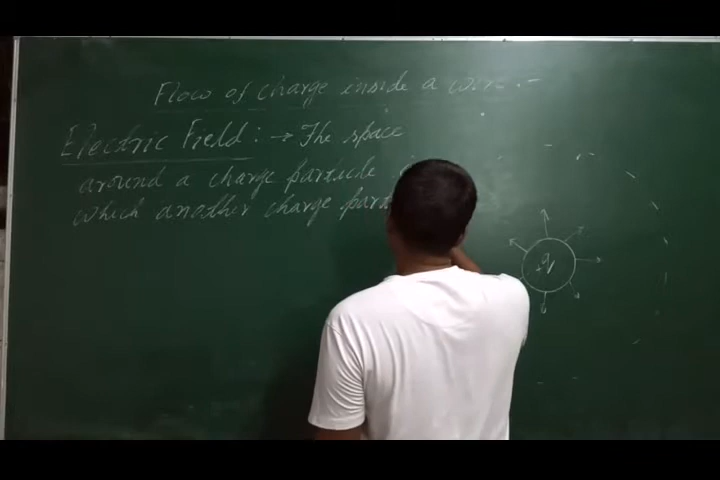 Flow of charge inside a wire :-
Electric Field : → The space
around a charge particle
which another charge part
+q